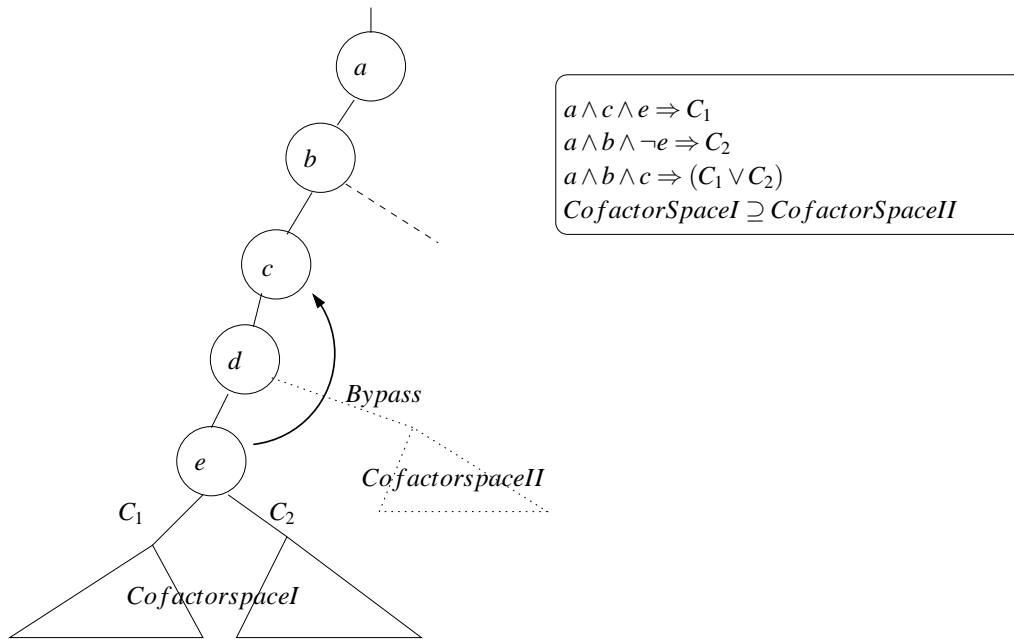 a
b
c
d
e
a ∧ c ∧ e ⇒ C₁
a ∧ b ∧ ¬e ⇒ C₂
a ∧ b ∧ c ⇒ (C₁ ∨ C₂)
CofactorSpaceI ⊇ CofactorSpaceII
Bypass
CofactorspaceII
C₁
C₂
CofactorspaceI